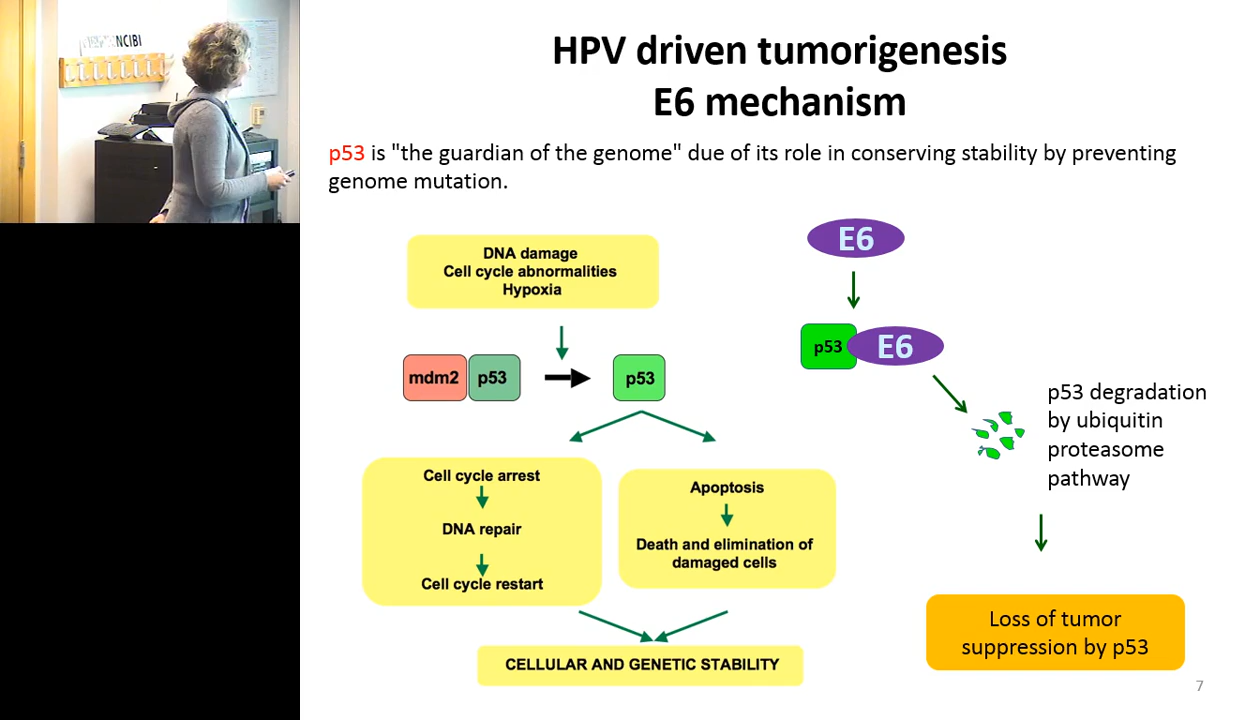 NCIBI
HPV driven tumorigenesis
E6 mechanism
p53 is "the guardian of the genome" due of its role in conserving stability by preventing
genome mutation.
DNA damage
Cell cycle abnormalities
Hypoxia
mdm2
p53
p53
Cell cycle arrest
DNA repair
Cell cycle restart
Apoptosis
Death and elimination of
damaged cells
CELLULAR AND GENETIC STABILITY
E6
p53
E6
p53 degradation
by ubiquitin
proteasome
pathway
Loss of tumor
suppression by p53
7